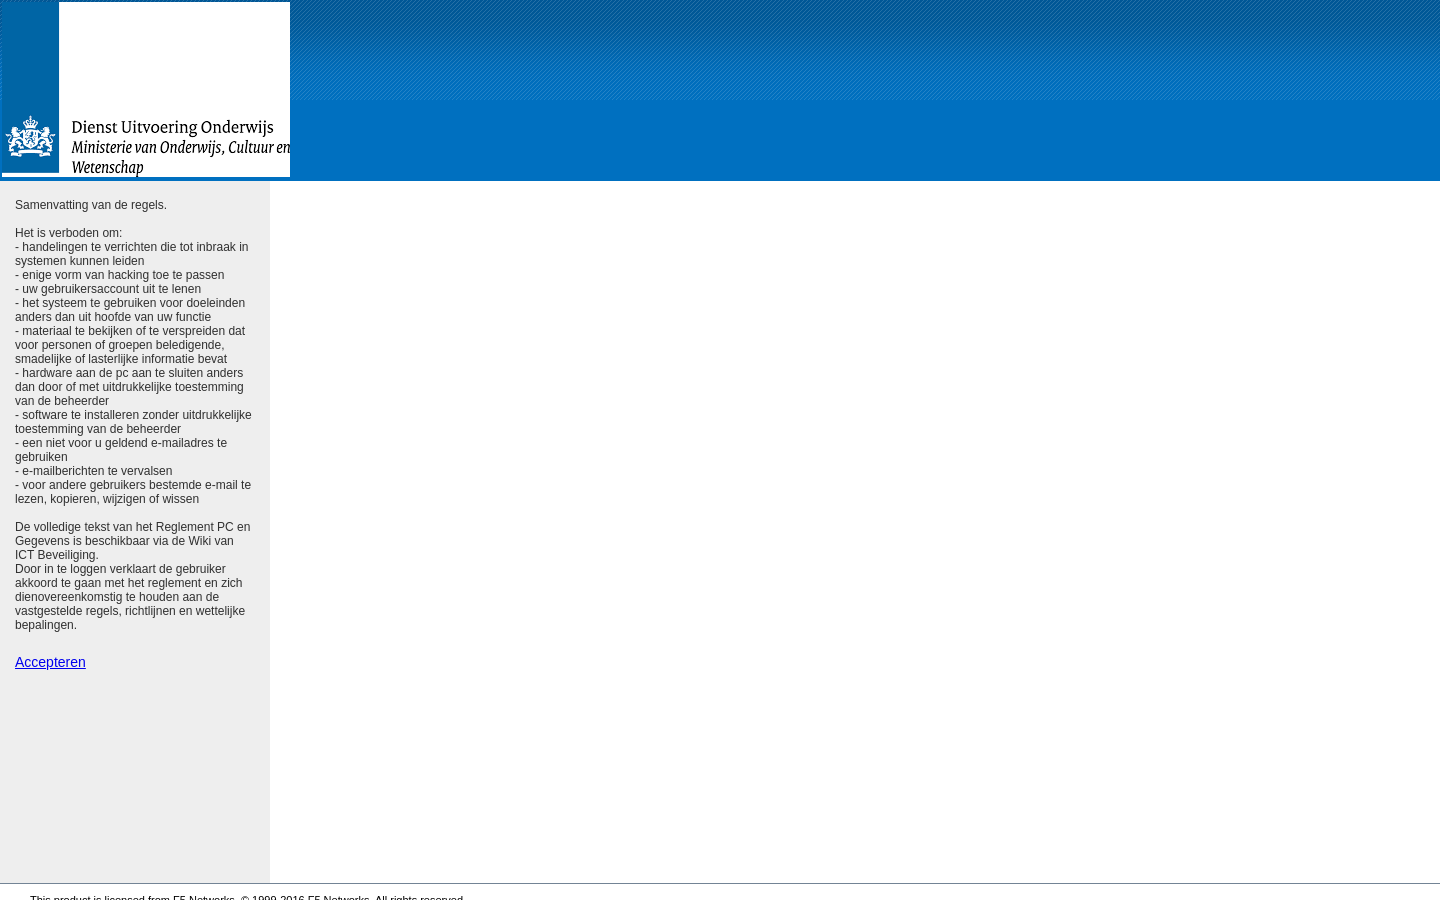 Dienst Uitvoering Onderwijs
Ministerie van Onderwijs, Cultuur en
Wetenschap
Samenvatting van de regels.
Het is verboden om:
- handelingen te verrichten die tot inbraak in
systemen kunnen leiden
- enige vorm van hacking toe te passen
- uw gebruikersaccount uit te lenen
- het systeem te gebruiken voor doeleinden
anders dan uit hoofde van uw functie
- materiaal te bekijken of te verspreiden dat
voor personen of groepen beledigende,
smadelijke of lasterlijke informatie bevat
- hardware aan de pc aan te sluiten anders
dan door of met uitdrukkelijke toestemming
van de beheerder
- software te installeren zonder uitdrukkelijke
toestemming van de beheerder
- een niet voor u geldend e-mailadres te
gebruiken
- e-mailberichten te vervalsen
- voor andere gebruikers bestemde e-mail te
lezen, kopieren, wijzigen of wissen
De volledige tekst van het Reglement PC en
Gegevens is beschikbaar via de Wiki van
ICT Beveiliging.
Door in te loggen verklaart de gebruiker
akkoord te gaan met het reglement en zich
dienovereenkomstig te houden aan de
vastgestelde regels, richtlijnen en wettelijke
bepalingen.
Accepteren
This product is licensed from F5 Networks. © 1999-2016 F5 Networks. All rights reserved.